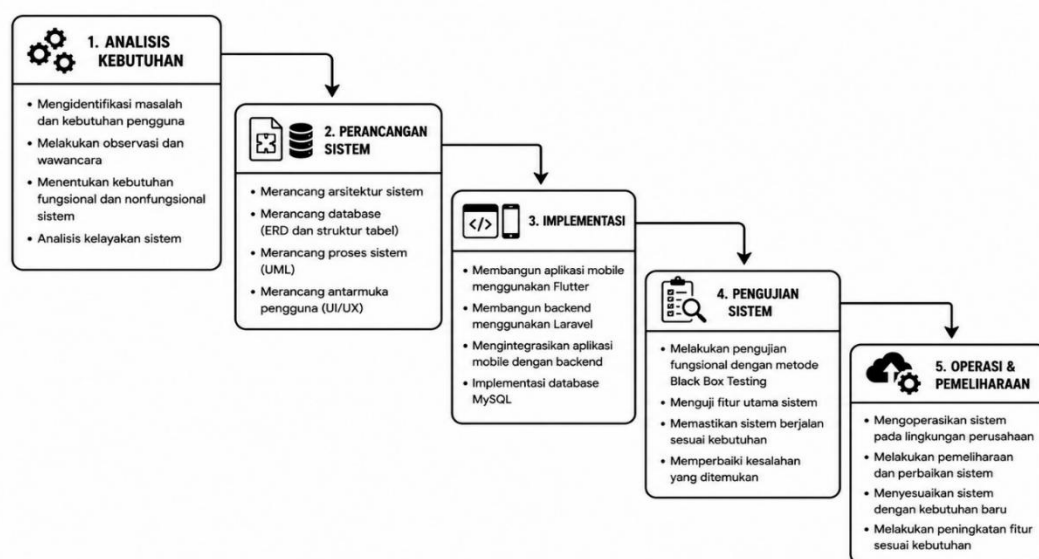 1. ANALISIS
KEBUTUHAN
• Mengidentifikasi masalah
dan kebutuhan pengguna
• Melakukan observasi dan
wawancara
• Menentukan kebutuhan
fungsional dan nonfungsional
sistem
• Analisis kelayakan sistem
2. PERANCANGAN
SISTEM
• Merancang arsitektur sistem
• Merancang database
(ERD dan struktur tabel)
• Merancang proses sistem
(UML)
• Merancang antarmuka
pengguna (UI/UX)
</>
3. IMPLEMENTASI
• Membangun aplikasi mobile
menggunakan Flutter
• Membangun backend
menggunakan Laravel
• Mengintegrasikan aplikasi
mobile dengan backend
• Implementasi database
MySQL
4. PENGUJIAN
SISTEM
• Melakukan pengujian
fungsional dengan metode
Black Box Testing
• Menguji fitur utama sistem
• Memastikan sistem berjalan
sesuai kebutuhan
• Memperbaiki kesalahan
yang ditemukan
5. OPERASI &
PEMELIHARAAN
• Mengoperasikan sistem
pada lingkungan perusahaan
• Melakukan pemeliharaan
dan perbaikan sistem
• Menyesuaikan sistem
dengan kebutuhan baru
• Melakukan peningkatan fitur
sesuai kebutuhan